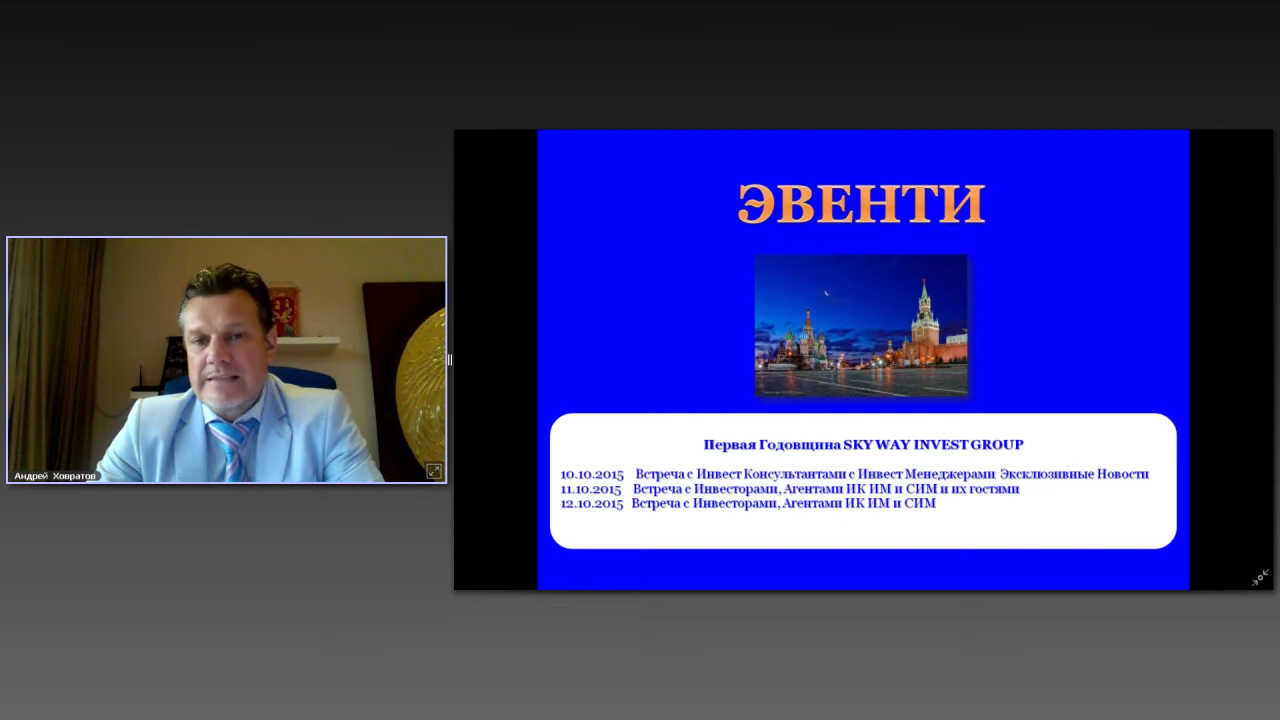 ЭВЕНТИ
Первая Годовщина SKY WAY INVEST GROUP
10.10.2015 Встреча с Инвест Консультантами с Инвест Менеджерами Эксклюзивные Новости
11.10.2015 Встреча с Инвесторами, Агентами ИК ИМ и СИМ и их гостями
12.10.2015 Встреча с Инвесторами, Агентами ИК ИМ и СИМ
Андрей Ховратов